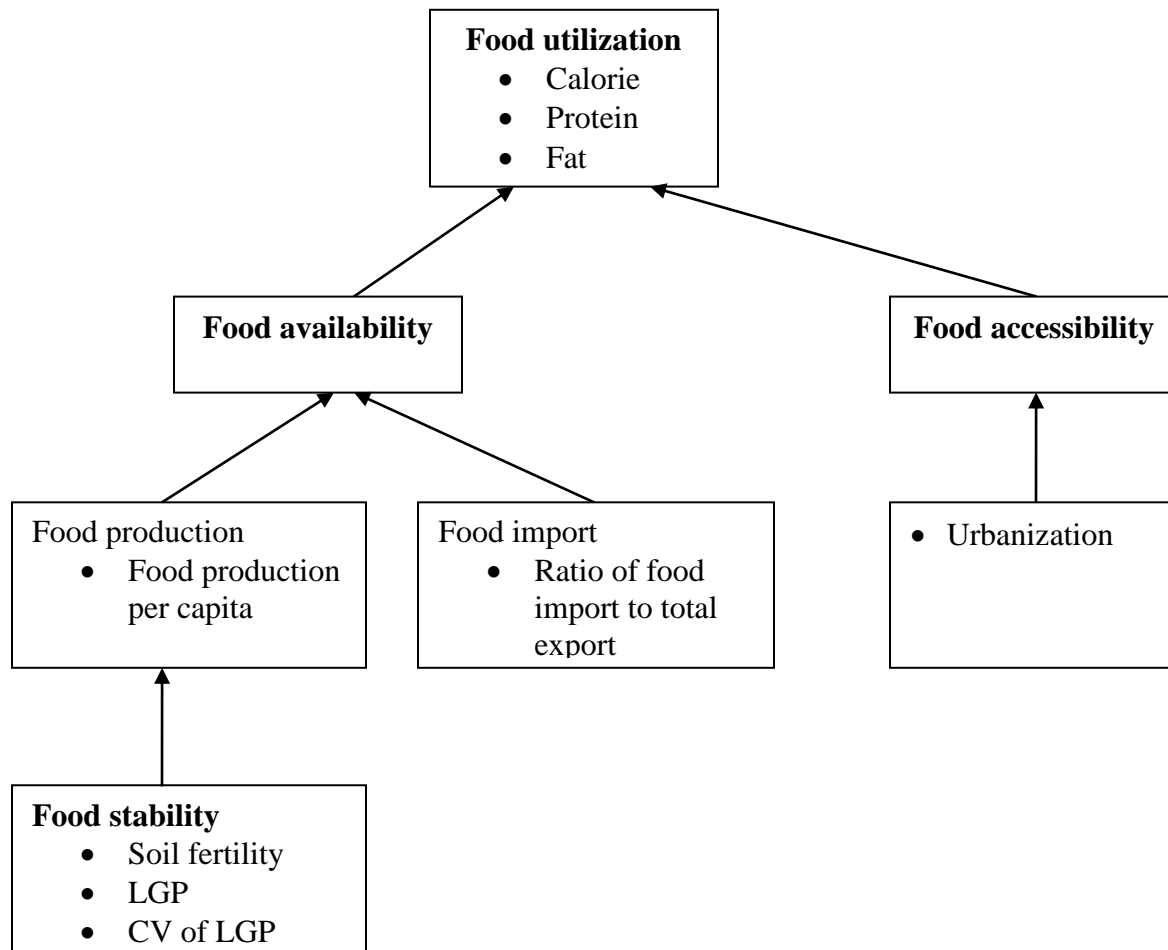 Food utilization
• Calorie
• Protein
• Fat
Food availability
Food accessibility
Food production
• Food production
per capita
Food import
• Ratio of food
import to total
export
• Urbanization
Food stability
• Soil fertility
• LGP
• CV of LGP